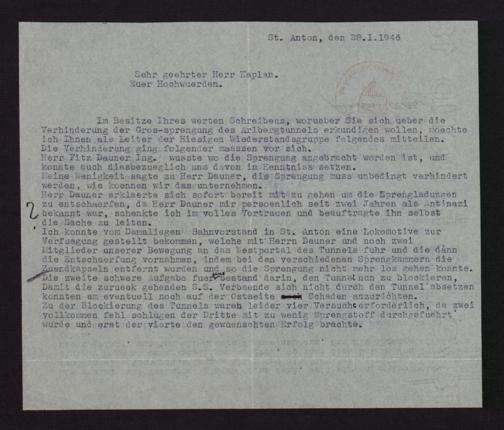 St. Anton, den 28.I.1946
Sehr geehrter Herr Kaplan.
Euer Hochwuerden.
Im Besitze Ihres werten Schreibens, worueber Sie sich ueber die
Verhinderung der Gros-sprengung des Arlbergtunnels erkundigen wollen, moechte
ich Ihnen als Leiter der Hiesigen Wiederstandsgruppe folgendes mitteilen.
Die Verhinderung ging folgender maassen vor sich.
Herr Fitz Dauner Ing. wusste wo die Sprengung angebracht worden ist, und
konnte auch diesbezueglich uns davon in Kenntniss setzen.
Meine Wenigkeit sagte zu Herr Dauner, die Sprengung muss unbedingt verhindert
werden, wie koennen wir das unternehmen.
Herr Dauner erklaerte sich sofort bereit mit zu gehen um die Sprengladungen
zu entschaerfen, da Herr Dauner mir persoenlich seit zwei Jahren als Antinazi
bekannt war, schenkte ich im volles Vertrauen und beauftragte ihn selbst
die Sache zu leiten.
?
Ich konnte vom Damaliegen Bahnvorstand in St. Anton eine Lokomotive zur
Verfuegung gestellt bekommen, welche mit Herrn Dauner und noch zwei
Mitglieder unserer Bewegung an das Westportal des Tunnels fuhr und die dann
die Entschaerfung vornahmen, indem bei den verschiedenen Sprengkammern die
Zuendkapseln entfernt wurden und so die Sprengung nicht mehr los gehen konnte.
Die zweite schwere Aufgabe fuer bestand darin, den Tunnel nun zu blockieren,
Damit die zurueck gehenden S.S. Verbaende sich nicht durch den Tunnel absetzen
konnten um eventuell noch auf der Ostseite Schaden anzurichten.
Zu der Blockierung des Tunnels waren leider vier Versuche erforderlich, da zwei
vollkommen fehl schlugen der Dritte mit zu wenig Sprengstoff durchgefuehrt
wurde und erst der vierte den gewuenschten Erfolg brachte.